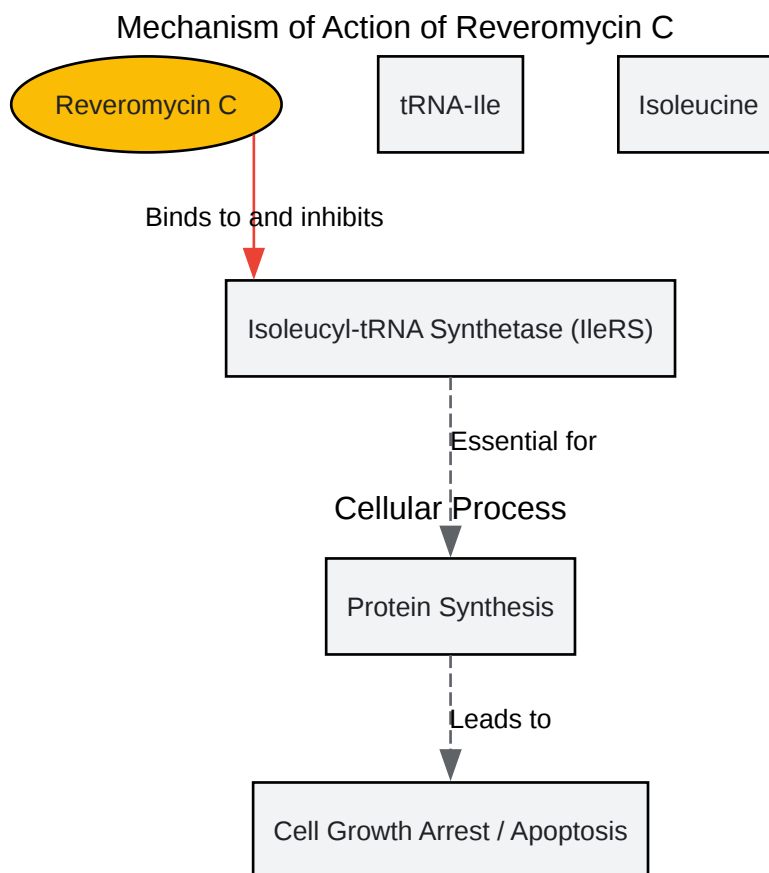 Mechanism of Action of Reveromycin C
Reveromycin C
tRNA-Ile
Isoleucine
Binds to and inhibits
Isoleucyl-tRNA Synthetase (IleRS)
Essential for
Cellular Process
Protein Synthesis
Leads to
Cell Growth Arrest / Apoptosis